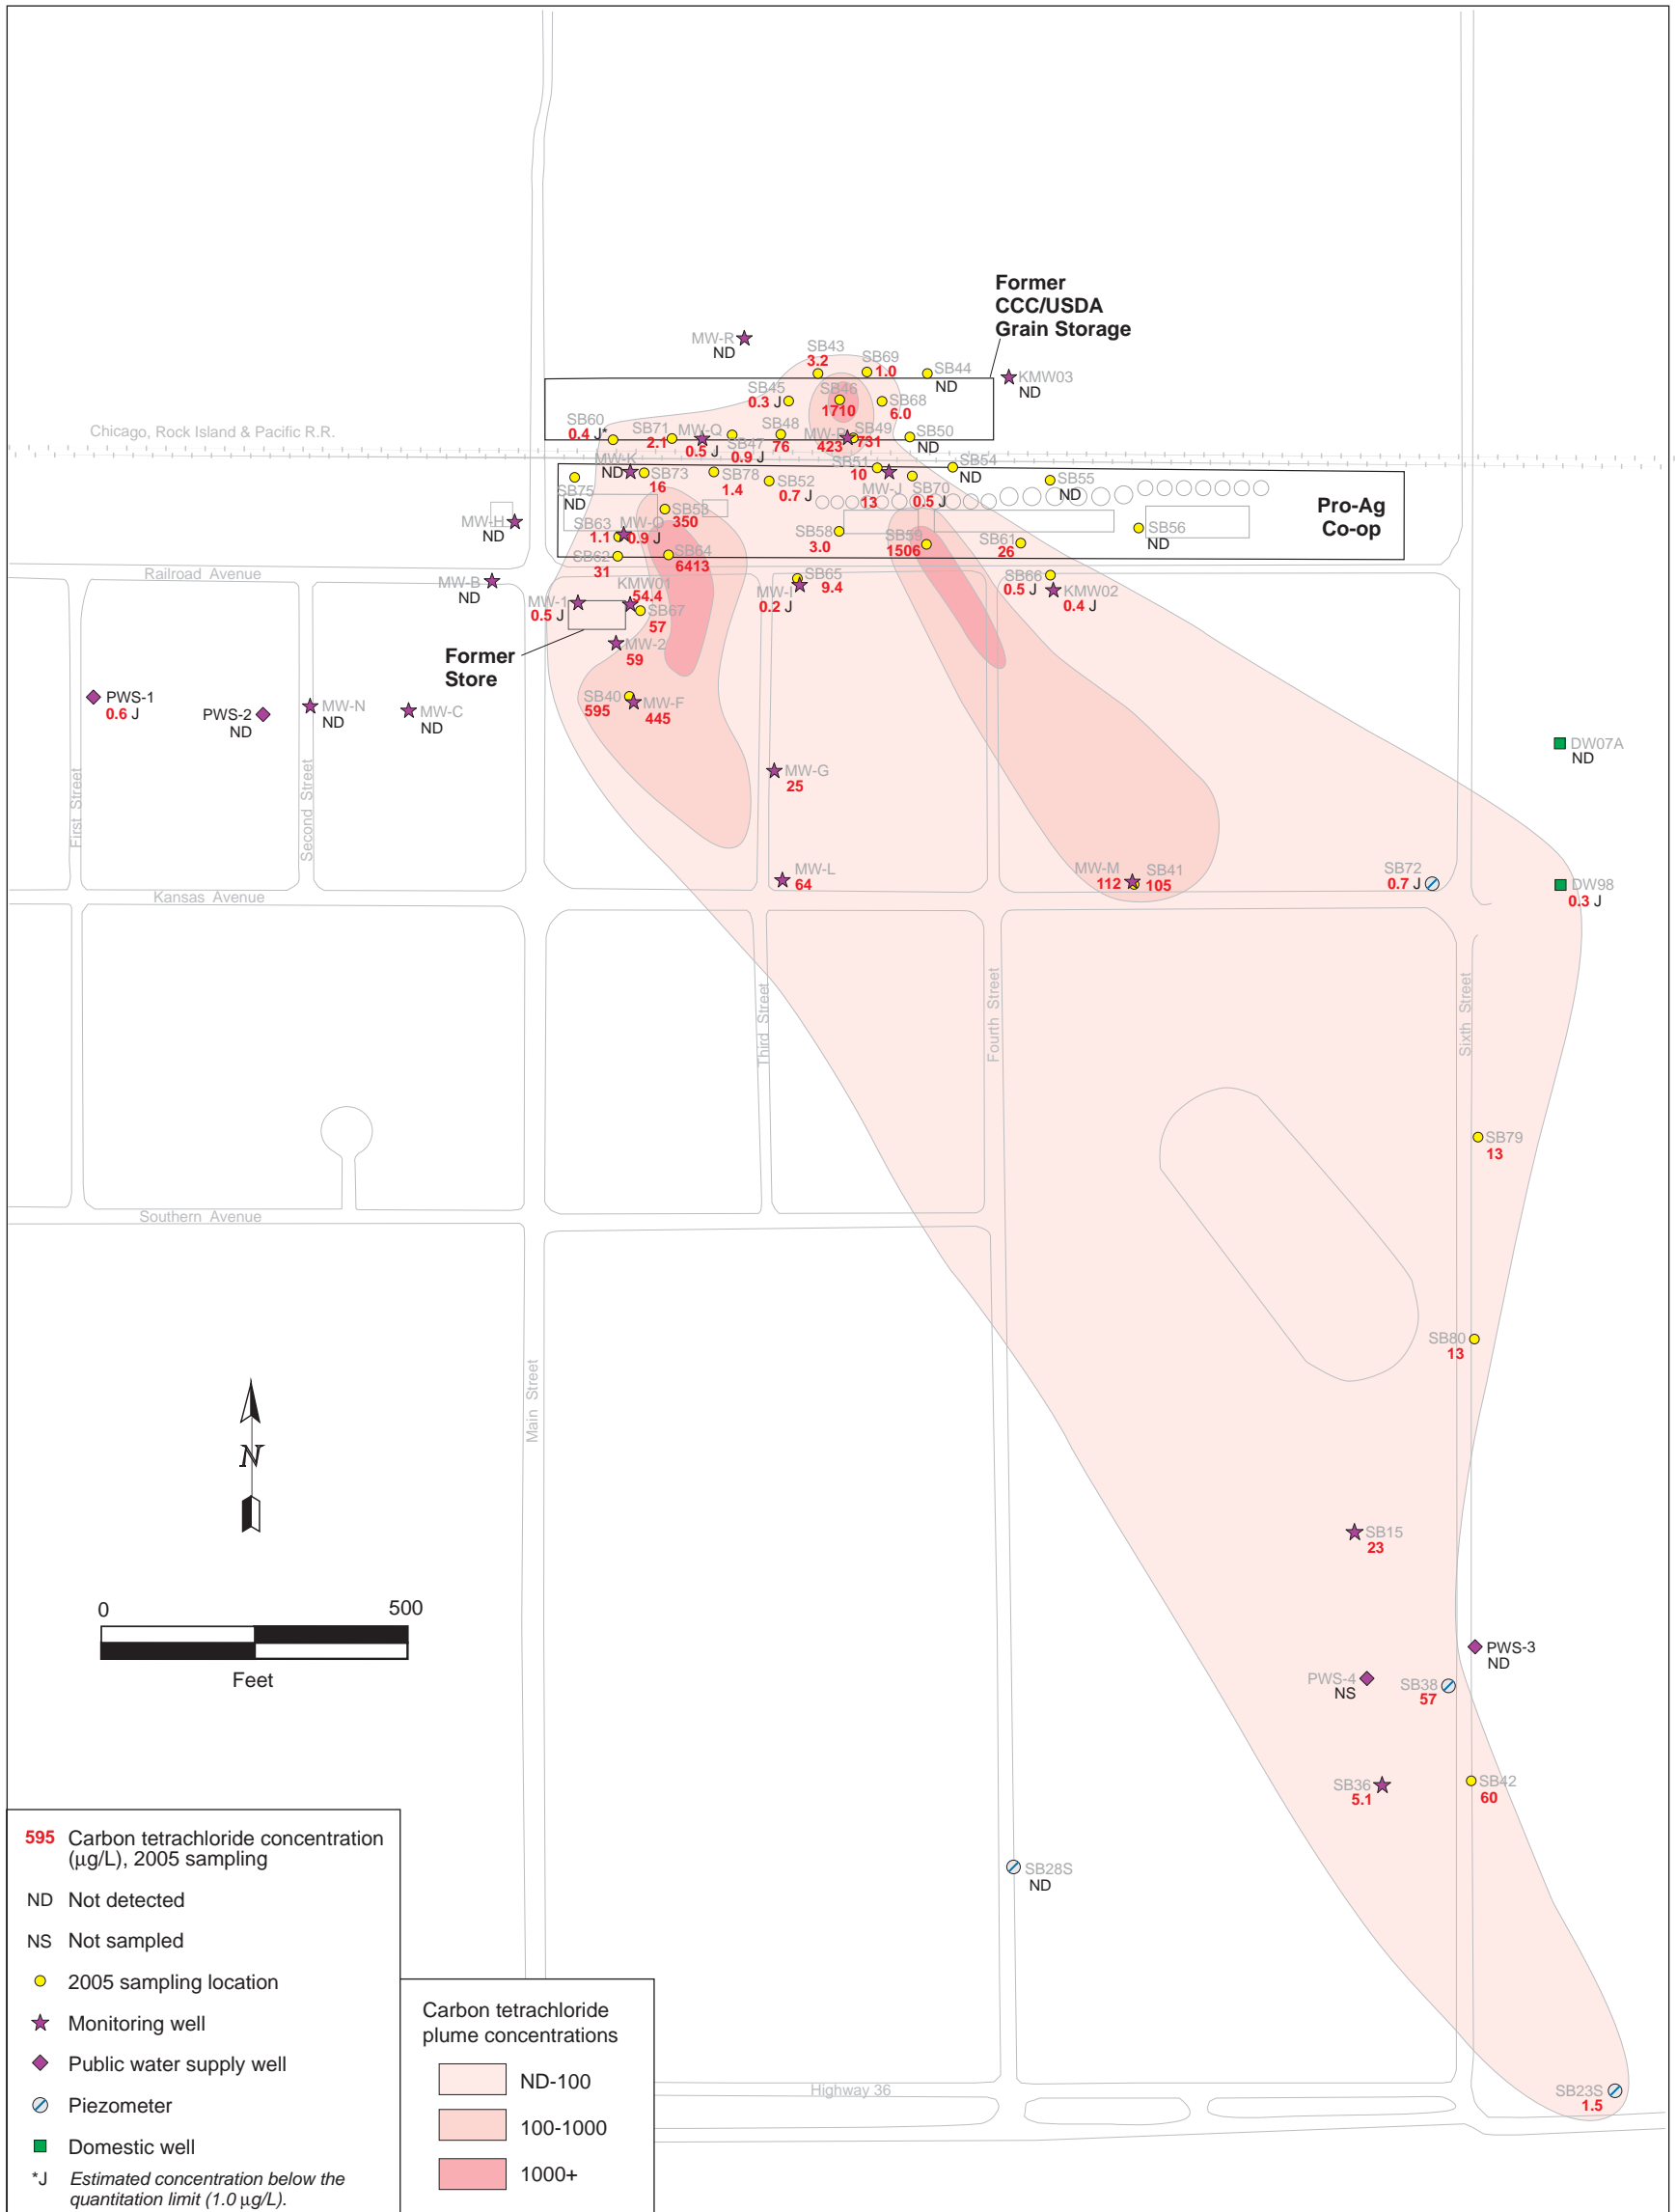 Former
CCC/USDA
Grain Storage
MW-R
ND
SB43
3.2
SB69
1.0
SB44
ND
KMW03
ND
SB45
0.3 J
SB46
1710
SB68
6.0
SB60
0.4 J*
SB71
2.1
MW-Q
0.5 J
SB47
0.9 J
SB48
76
MW-P
423
SB49
731
SB50
ND
Chicago, Rock Island & Pacific R.R.
MW-K
ND
SB73
16
SB78
1.4
SB52
0.7 J
SB51
10
MW-J
13
SB70
0.5 J
SB54
ND
SB55
ND
SB75
ND
Pro-Ag
Co-op
MW-H
ND
SB53
350
SB63
1.1
MW-O
0.9 J
SB58
3.0
SB59
1506
SB61
26
SB56
ND
SB62
31
SB64
6413
Railroad Avenue
MW-B
ND
KMW01
54.4
SB65
9.4
MW-I
0.2 J
SB66
0.5 J
KMW02
0.4 J
MW-1
0.5 J
SB67
57
MW-2
59
Former
Store
PWS-1
0.6 J
PWS-2
ND
MW-N
ND
MW-C
ND
SB40
595
MW-F
445
DW07A
ND
MW-G
25
First Street
Second Street
MW-L
64
MW-M
112
SB41
105
SB72
0.7 J
DW98
0.3 J
Kansas Avenue
Third Street
Fourth Street
Sixth Street
SB79
13
Southern Avenue
SB80
13
Main Street
N
SB15
23
0 500
Feet
PWS-3
ND
PWS-4
NS
SB38
57
SB36
5.1
SB42
60
SB28S
ND
Highway 36
SB23S
1.5
595 Carbon tetrachloride concentration
(µg/L), 2005 sampling
ND Not detected
NS Not sampled
2005 sampling location
Monitoring well
Public water supply well
Piezometer
Domestic well
*J Estimated concentration below the
quantitation limit (1.0 µg/L).
Carbon tetrachloride
plume concentrations
ND-100
100-1000
1000+